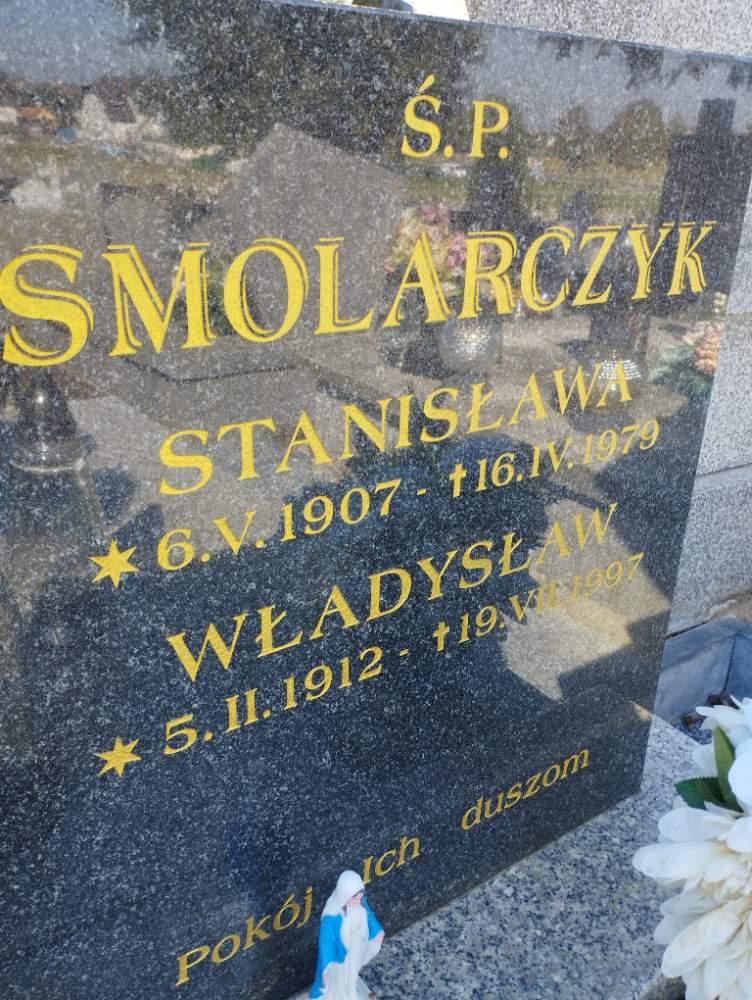 Ś.P.
SMOLARCZYK
STANISŁAWA
✶ 6.V.1907 - †16.IV.1979
WŁADYSŁAW
✶ 5.II.1912 - †19.VII.1997
Pokój Ich duszom